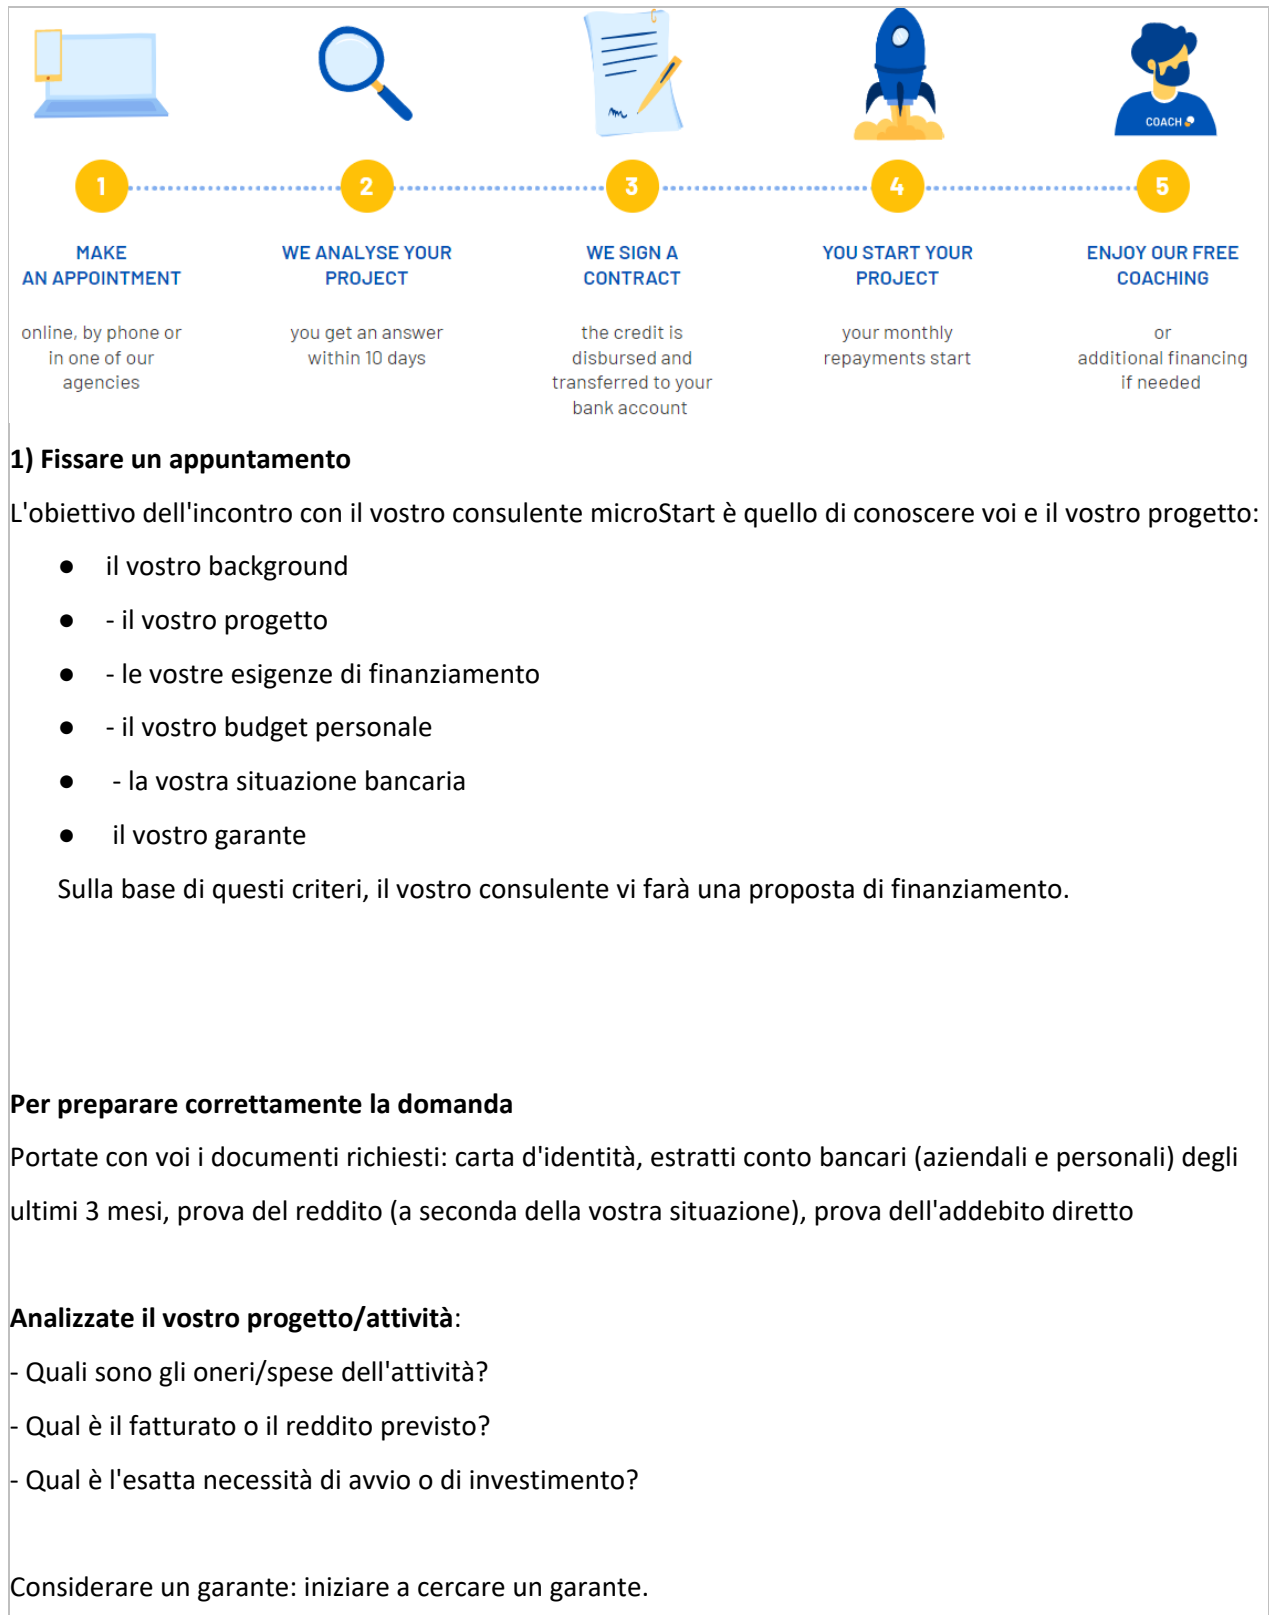 COACH
1
2
3
4
5
MAKE
AN APPOINTMENT
online, by phone or
in one of our
agencies
WE ANALYSE YOUR
PROJECT
you get an answer
within 10 days
WE SIGN A
CONTRACT
the credit is
disbursed and
transferred to your
bank account
YOU START YOUR
PROJECT
your monthly
repayments start
ENJOY OUR FREE
COACHING
or
additional financing
if needed
1) Fissare un appuntamento
L'obiettivo dell'incontro con il vostro consulente microStart è quello di conoscere voi e il vostro progetto:
● il vostro background
● - il vostro progetto
● - le vostre esigenze di finanziamento
● - il vostro budget personale
● - la vostra situazione bancaria
● il vostro garante
Sulla base di questi criteri, il vostro consulente vi farà una proposta di finanziamento.
Per preparare correttamente la domanda
Portate con voi i documenti richiesti: carta d'identità, estratti conto bancari (aziendali e personali) degli
ultimi 3 mesi, prova del reddito (a seconda della vostra situazione), prova dell'addebito diretto
Analizzate il vostro progetto/attività:
- Quali sono gli oneri/spese dell'attività?
- Qual è il fatturato o il reddito previsto?
- Qual è l'esatta necessità di avvio o di investimento?
Considerare un garante: iniziare a cercare un garante.